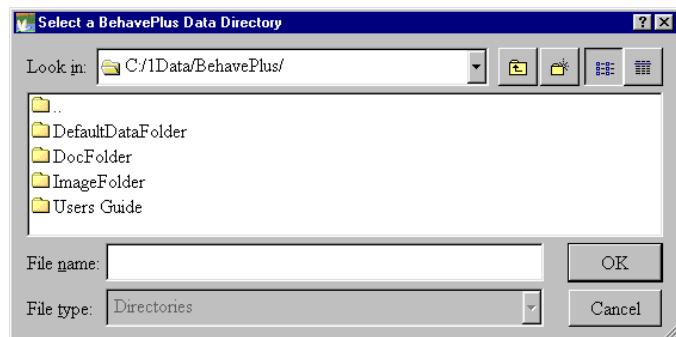 Select a BehavePlus Data Directory
Look in: C:/1Data/BehavePlus/
..
DefaultDataFolder
DocFolder
ImageFolder
Users Guide
File name: OK
File type: Directories Cancel